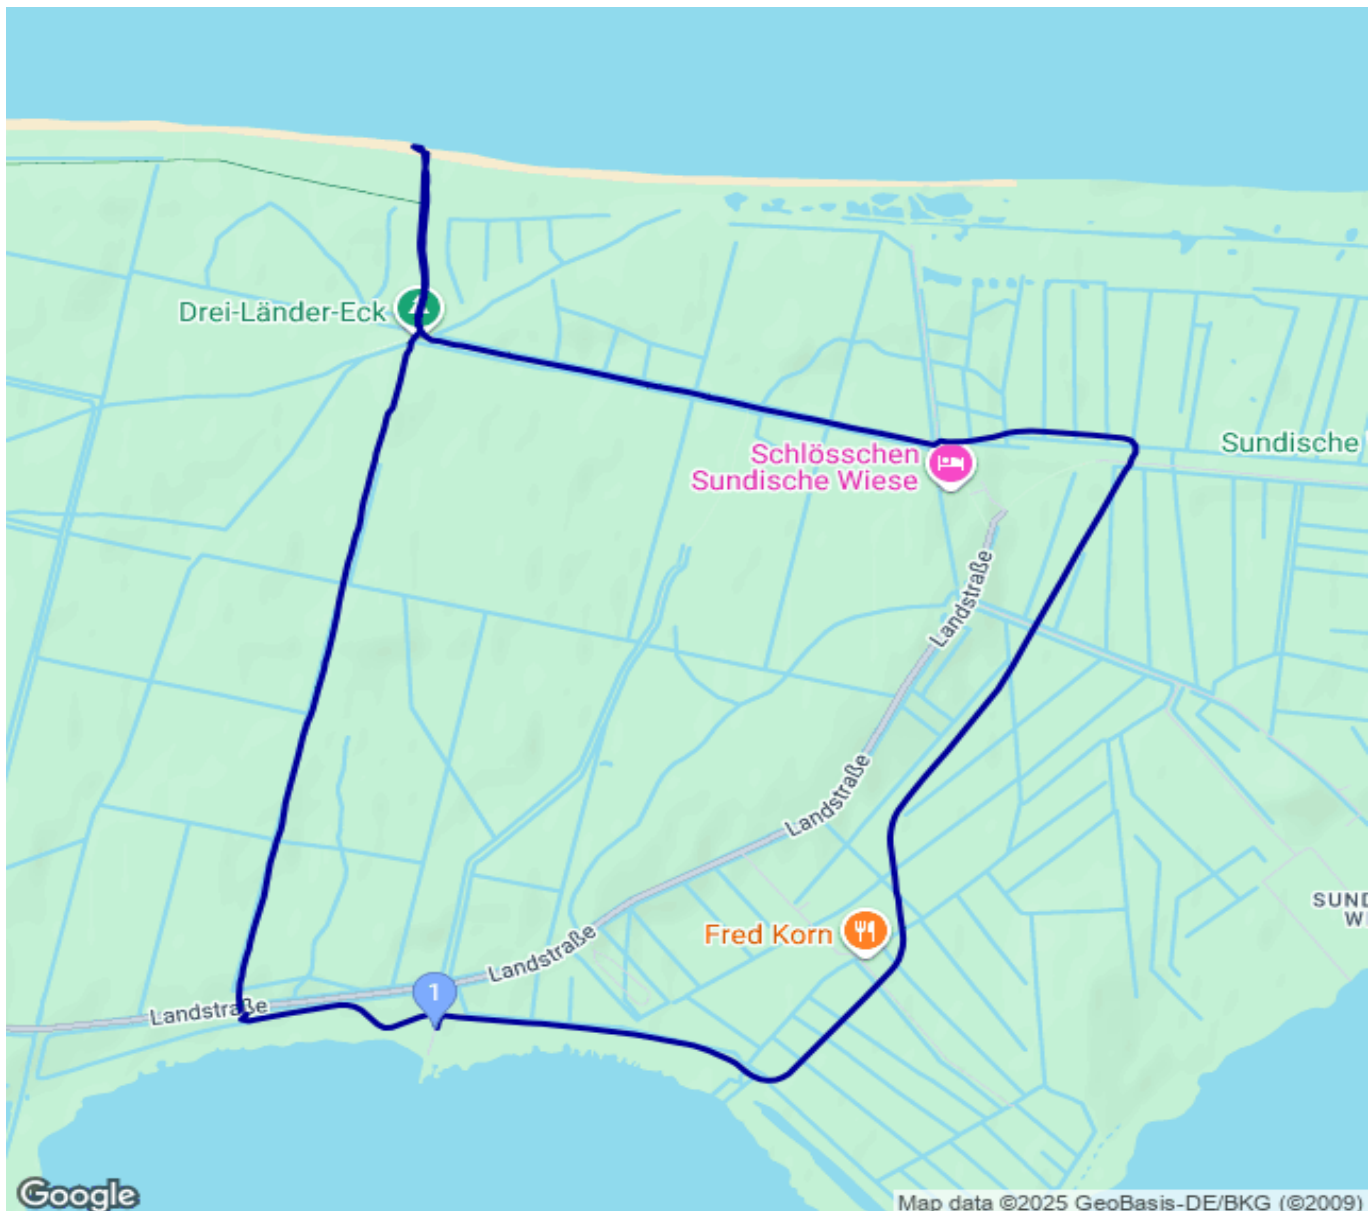 Drei-Länder-Eck
Schlösschen
Sundische Wiese
Sundische
Landstraße
Landstraße
Fred Korn
SUND
Landstraße
1
Landstraße
Google
Map data ©2025 GeoBasis-DE/BKG (©2009)